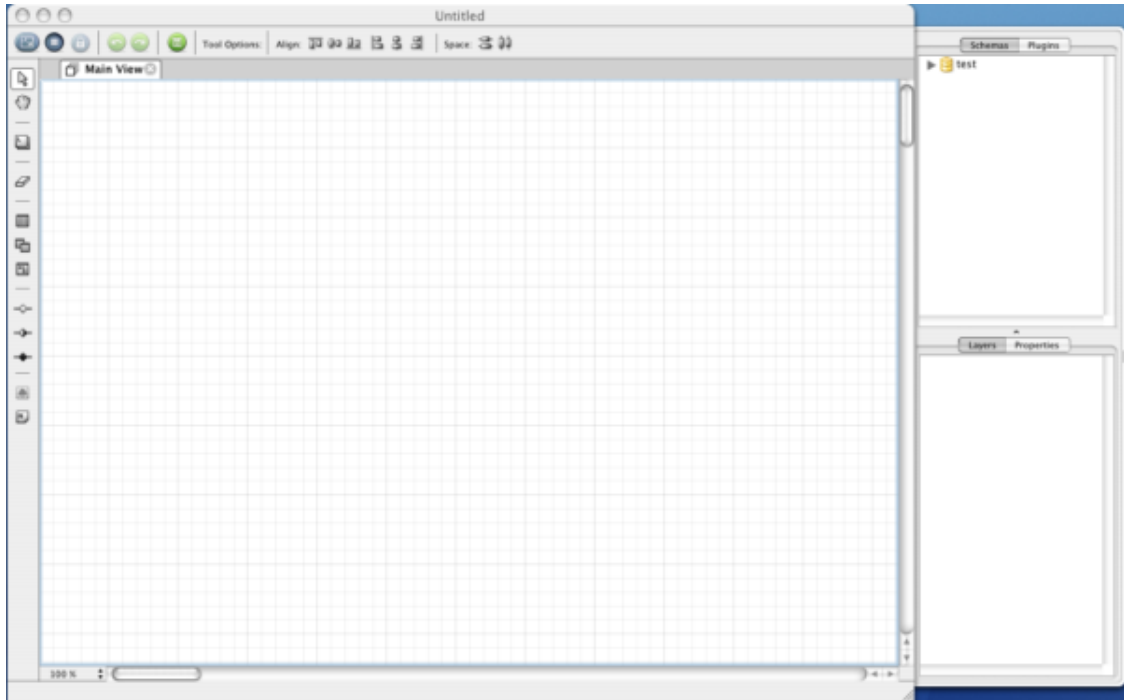 Untitled
Tool Options: Align: Space:
Schemas Plugins
Main View
test
Layers Properties
100 %